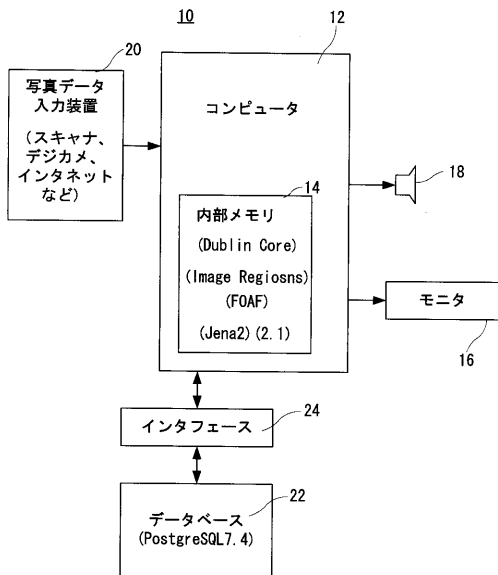 10
12
20
写真データ
入力装置
(スキャナ、
デジカメ、
インタネット
など)
コンピュータ
14
内部メモリ
(Dublin Core)
(Image Regiosns)
(FOAF)
(Jena2)(2.1)
18
モニタ
16
インタフェース
24
22
データベース
(PostgreSQL7.4)